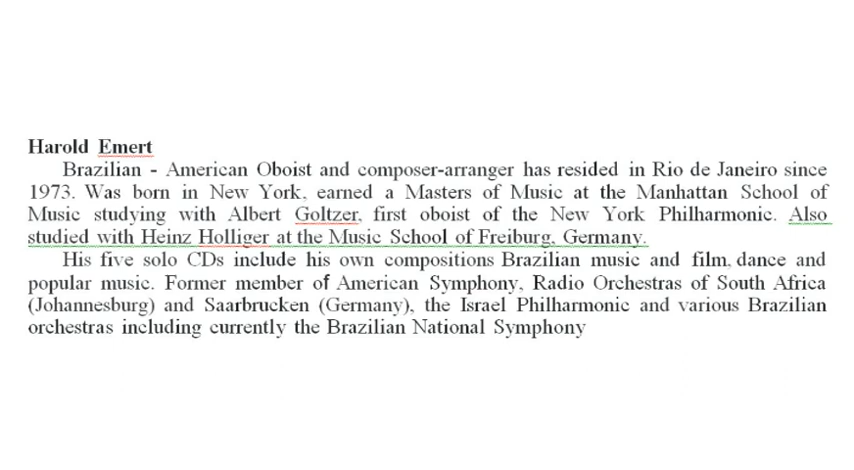 Harold Emert
Brazilian - American Oboist and composer-arranger has resided in Rio de Janeiro since
1973. Was born in New York, earned a Masters of Music at the Manhattan School of
Music studying with Albert Goltzer, first oboist of the New York Philharmonic. Also
studied with Heinz Holliger at the Music School of Freiburg, Germany.
His five solo CDs include his own compositions Brazilian music and film, dance and
popular music. Former member of American Symphony, Radio Orchestras of South Africa
(Johannesburg) and Saarbrucken (Germany), the Israel Philharmonic and various Brazilian
orchestras including currently the Brazilian National Symphony